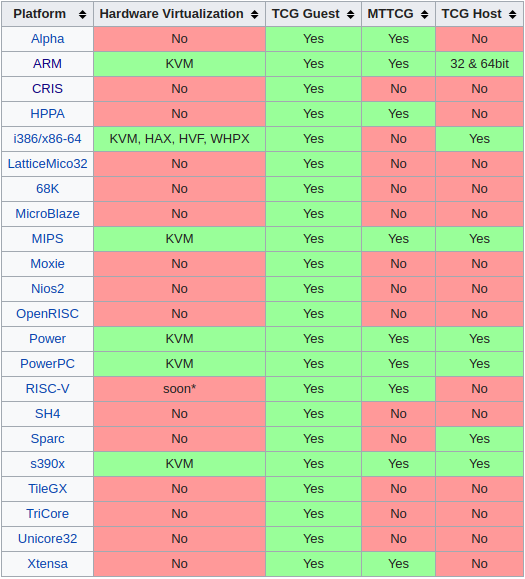 Platform Hardware Virtualization TCG Guest MTTCG TCG Host
Alpha No Yes Yes No
ARM KVM Yes Yes 32 & 64bit
CRIS No Yes No No
HPPA No Yes Yes No
i386/x86-64 KVM, HAX, HVF, WHPX Yes No Yes
LatticeMico32 No Yes No No
68K No Yes No No
MicroBlaze No Yes No No
MIPS KVM Yes Yes Yes
Moxie No Yes No No
Nios2 No Yes No No
OpenRISC No Yes No No
Power KVM Yes Yes Yes
PowerPC KVM Yes Yes Yes
RISC-V soon* Yes Yes No
SH4 No Yes No No
Sparc No Yes No Yes
s390x KVM Yes Yes Yes
TileGX No Yes No No
TriCore No Yes No No
Unicore32 No Yes No No
Xtensa No Yes Yes No